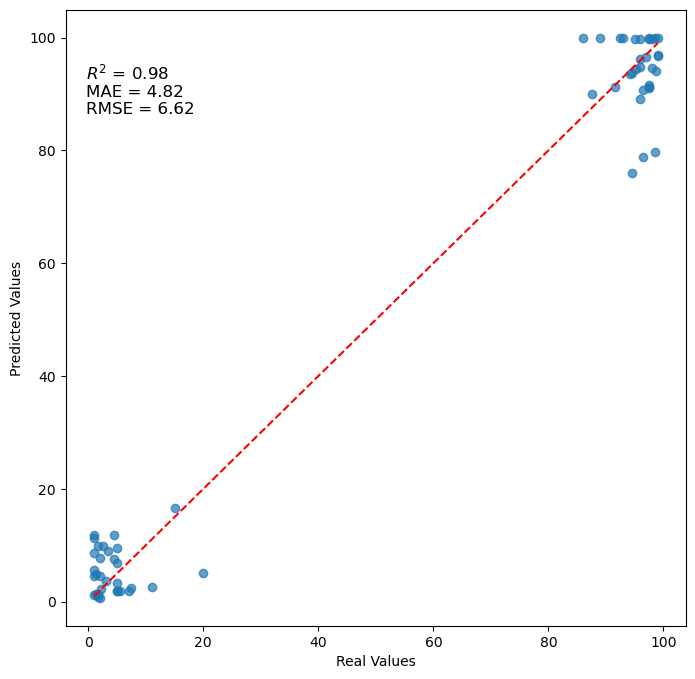 R² = 0.98
MAE = 4.82
RMSE = 6.62
100
80
60
40
20
0
Predicted Values
0 20 40 60 80 100
Real Values